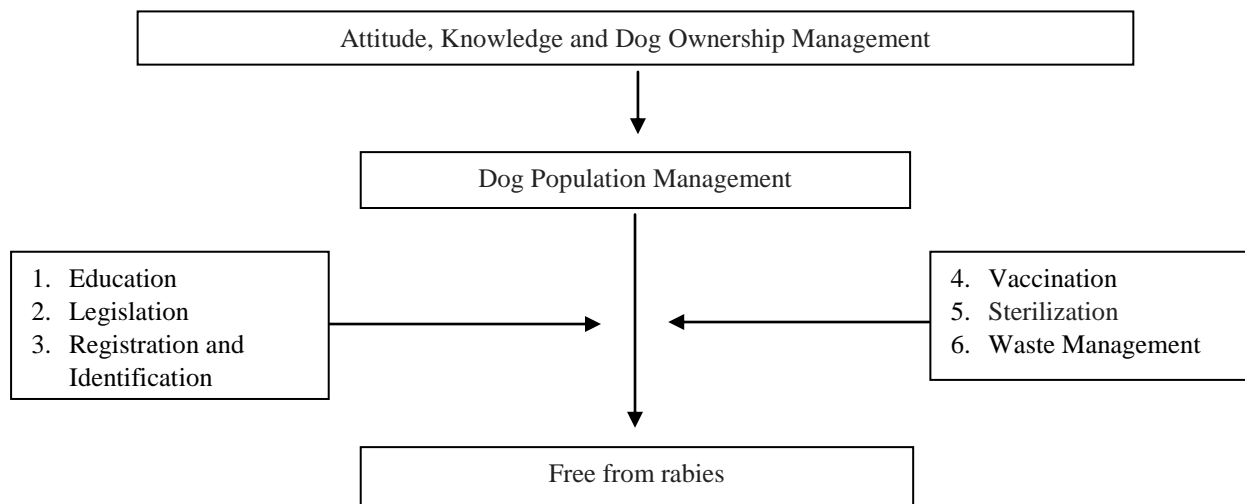 Attitude, Knowledge and Dog Ownership Management
Dog Population Management
1. Education
2. Legislation
3. Registration and
Identification
4. Vaccination
5. Sterilization
6. Waste Management
Free from rabies